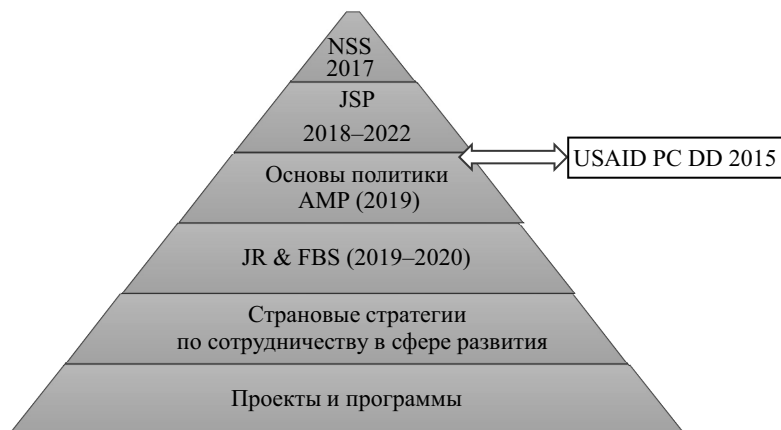 NSS
2017
JSP
2018–2022
USAID PC DD 2015
Основы политики
АМР (2019)
JR & FBS (2019–2020)
Страновые стратегии
по сотрудничеству в сфере развития
Проекты и программы